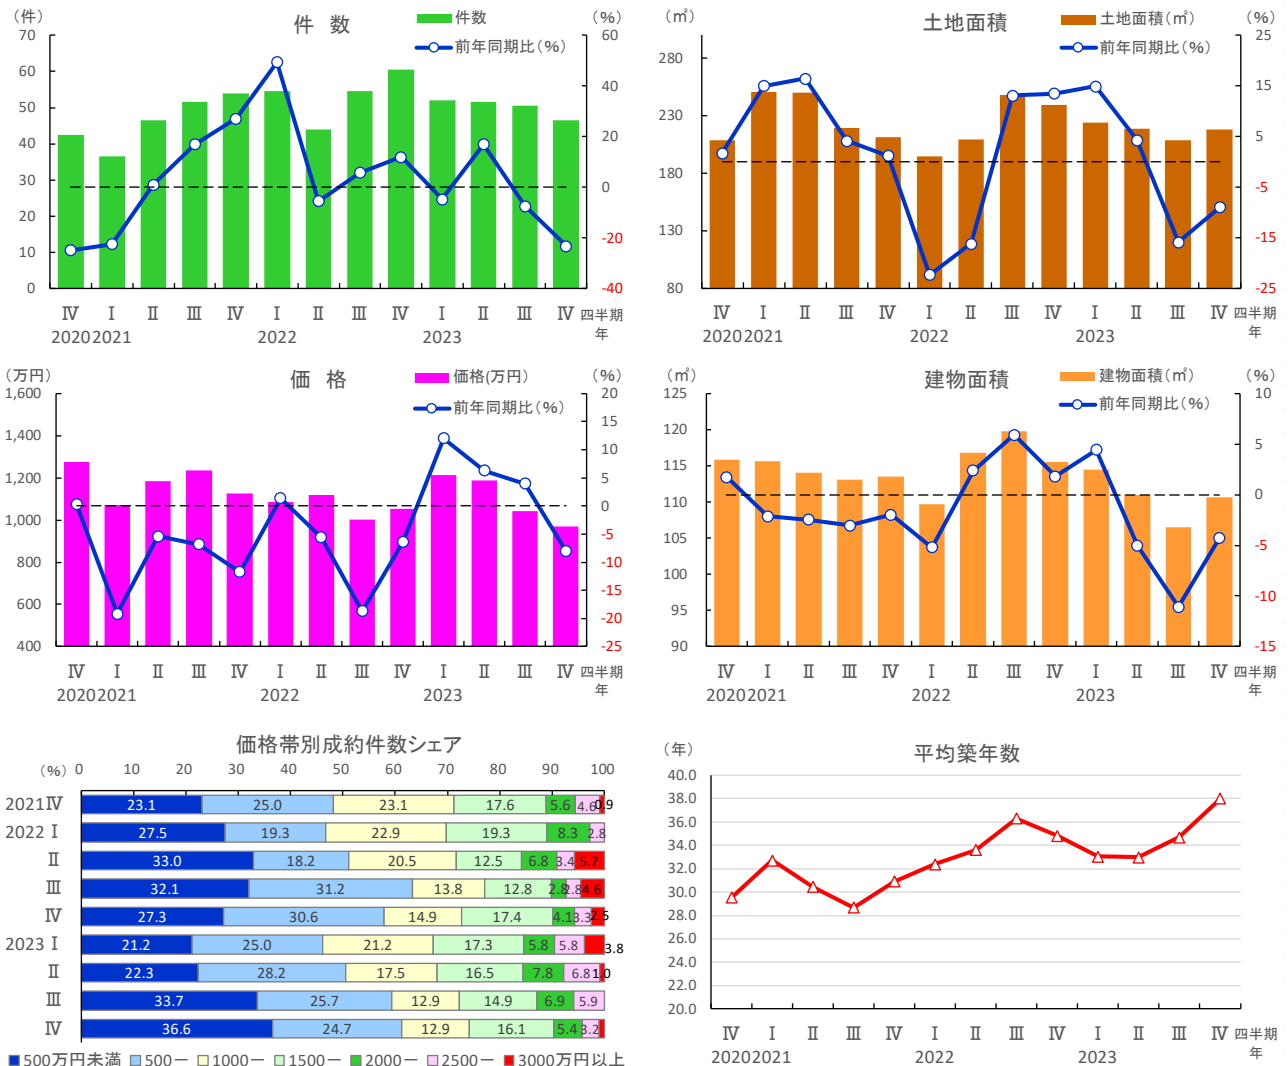 件 数
(件)
(%)
件数
前年同期比(%)
70
60
50
40
30
20
10
0
60
40
20
0
-20
-40
Ⅳ Ⅰ Ⅱ Ⅲ Ⅳ Ⅰ Ⅱ Ⅲ Ⅳ Ⅰ Ⅱ Ⅲ Ⅳ 四半期
2020 2021 2022 2023 年
土地面積
(㎡)
(%)
土地面積(㎡)
前年同期比(%)
280
230
180
130
80
25
15
5
-5
-15
-25
Ⅳ Ⅰ Ⅱ Ⅲ Ⅳ Ⅰ Ⅱ Ⅲ Ⅳ Ⅰ Ⅱ Ⅲ Ⅳ 四半期
2020 2021 2022 2023 年
価 格
(万円)
(%)
価格(万円)
前年同期比(%)
1,600
1,400
1,200
1,000
800
600
400
20
15
10
5
0
-5
-10
-15
-20
-25
Ⅳ Ⅰ Ⅱ Ⅲ Ⅳ Ⅰ Ⅱ Ⅲ Ⅳ Ⅰ Ⅱ Ⅲ Ⅳ 四半期
2020 2021 2022 2023 年
建物面積
(㎡)
(%)
建物面積(㎡)
前年同期比(%)
125
120
115
110
105
100
95
90
10
5
0
-5
-10
-15
Ⅳ Ⅰ Ⅱ Ⅲ Ⅳ Ⅰ Ⅱ Ⅲ Ⅳ Ⅰ Ⅱ Ⅲ Ⅳ 四半期
2020 2021 2022 2023 年
価格帯別成約件数シェア
(%) 0 10 20 30 40 50 60 70 80 90 100
2021 Ⅳ 23.1 25.0 23.1 17.6 5.6 4.6 0.9
2022 Ⅰ 27.5 19.3 22.9 19.3 8.3 2.8
Ⅱ 33.0 18.2 20.5 12.5 6.8 3.4 5.7
Ⅲ 32.1 31.2 13.8 12.8 2.8 2.8 4.6
Ⅳ 27.3 30.6 14.9 17.4 4.1 3.3 2.5
2023 Ⅰ 21.2 25.0 21.2 17.3 5.8 5.8 3.8
Ⅱ 22.3 28.2 17.5 16.5 7.8 6.8 1.0
Ⅲ 33.7 25.7 12.9 14.9 6.9 5.9
Ⅳ 36.6 24.7 12.9 16.1 5.4 3.2
500万円未満 500ー 1000ー 1500ー 2000ー 2500ー 3000万円以上
平均築年数
(年)
40.0
38.0
36.0
34.0
32.0
30.0
28.0
26.0
24.0
22.0
20.0
Ⅳ Ⅰ Ⅱ Ⅲ Ⅳ Ⅰ Ⅱ Ⅲ Ⅳ Ⅰ Ⅱ Ⅲ Ⅳ 四半期
2020 2021 2022 2023 年